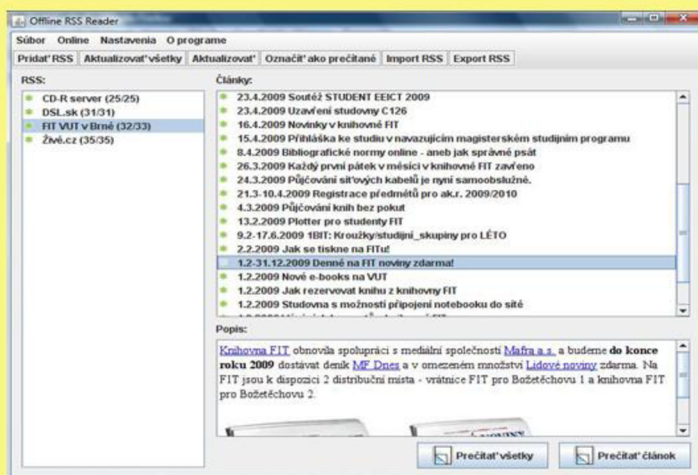 Offline RSS Reader
Súbor Online Nastavenia O programe
Pridať RSS Aktualizovať všetky Aktualizovať Označiť ako prečítané Import RSS Export RSS
RSS:
CD-R server (25/25)
DSL.sk (31/31)
FIT VUT v Brně (32/33)
Živě.cz (35/35)
Články:
23.4.2009 Soutěž STUDENT EEICT 2009
23.4.2009 Uzavření studovny C126
16.4.2009 Novinky v knihovně FIT
15.4.2009 Přihláška ke studiu v navazujícím magisterském studijním programu
8.4.2009 Bibliografické normy online - aneb jak správně psát
26.3.2009 Každý první pátek v měsíci v knihovně FIT zavřeno
24.3.2009 Půjčování síťových kabelů je nyní samoobslužné.
21.3-10.4.2009 Registrace předmětů pro ak.r. 2009/2010
4.3.2009 Půjčování knih bez pokut
13.2.2009 Plotter pro studenty FIT
9.2-17.6.2009 1BIT: Kroužky/studijní_skupiny pro LÉTO
2.2.2009 Jak se tiskne na FITu!
1.2-31.12.2009 Denně na FIT noviny zdarma!
1.2.2009 Nové e-books na VUT
1.2.2009 Jak rezervovat knihu z knihovny FIT
1.2.2009 Studovna s možností připojení notebooku do sítě
Popis:
Knihovna FIT obnovila spolupráci s mediální společností Mafra a.s. a budeme do konce
roku 2009 dostávat deník MF Dnes a v omezeném množství Lidové noviny zdarma. Na
FIT jsou k dispozici 2 distribuční místa - vrátnice FIT pro Božetěchovu 1 a knihovna FIT
pro Božetěchovu 2.
NOVINY
Prečítať všetky Prečítať článok